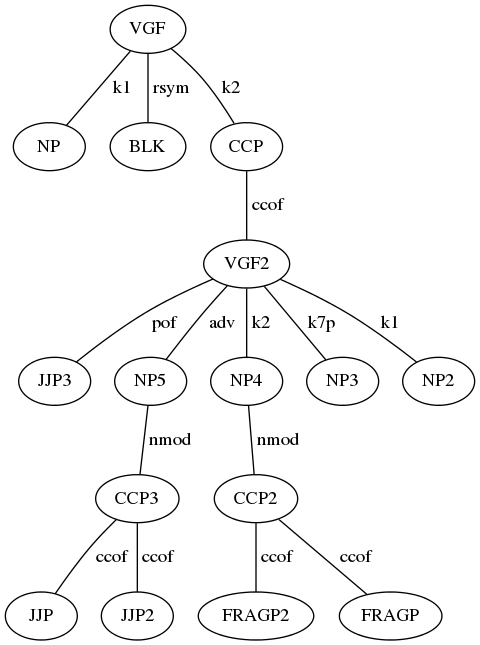 VGF
k1 rsym k2
NP BLK CCP
ccof
VGF2
pof adv k2 k7p k1
JJP3 NP5 NP4 NP3 NP2
nmod nmod
CCP3 CCP2
ccof ccof ccof ccof
JJP JJP2 FRAGP2 FRAGP